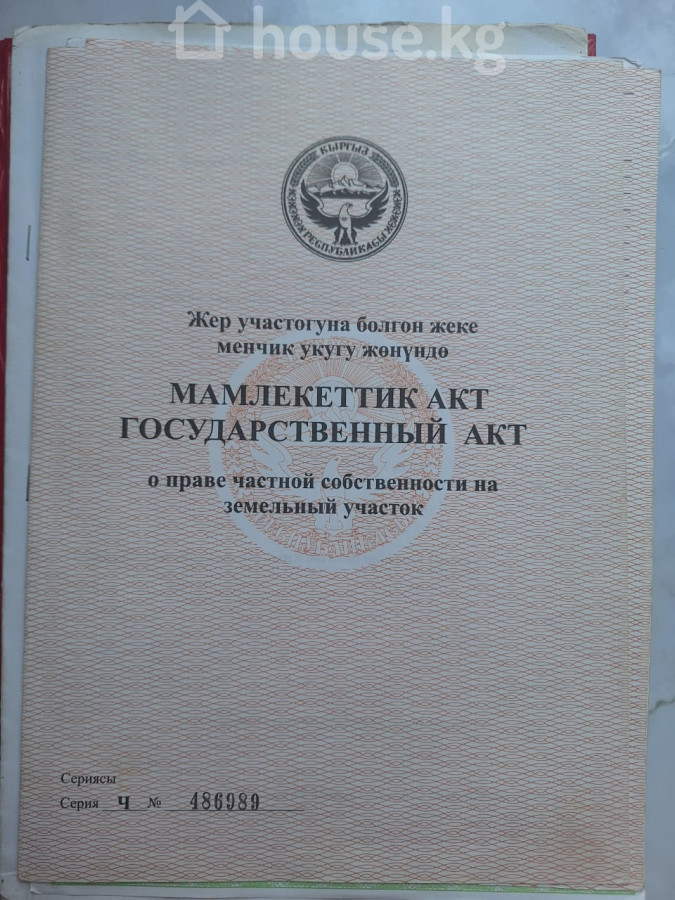 house.kg
КЫРГЫЗ
РЕСПУБЛИКАСЫ
Жер участогуна болгон жеке
менчик укугу жөнүндө
МАМЛЕКЕТТИК АКТ
ГОСУДАРСТВЕННЫЙ АКТ
о праве частной собственности на
земельный участок
Сериясы
Серия Ч № 486989